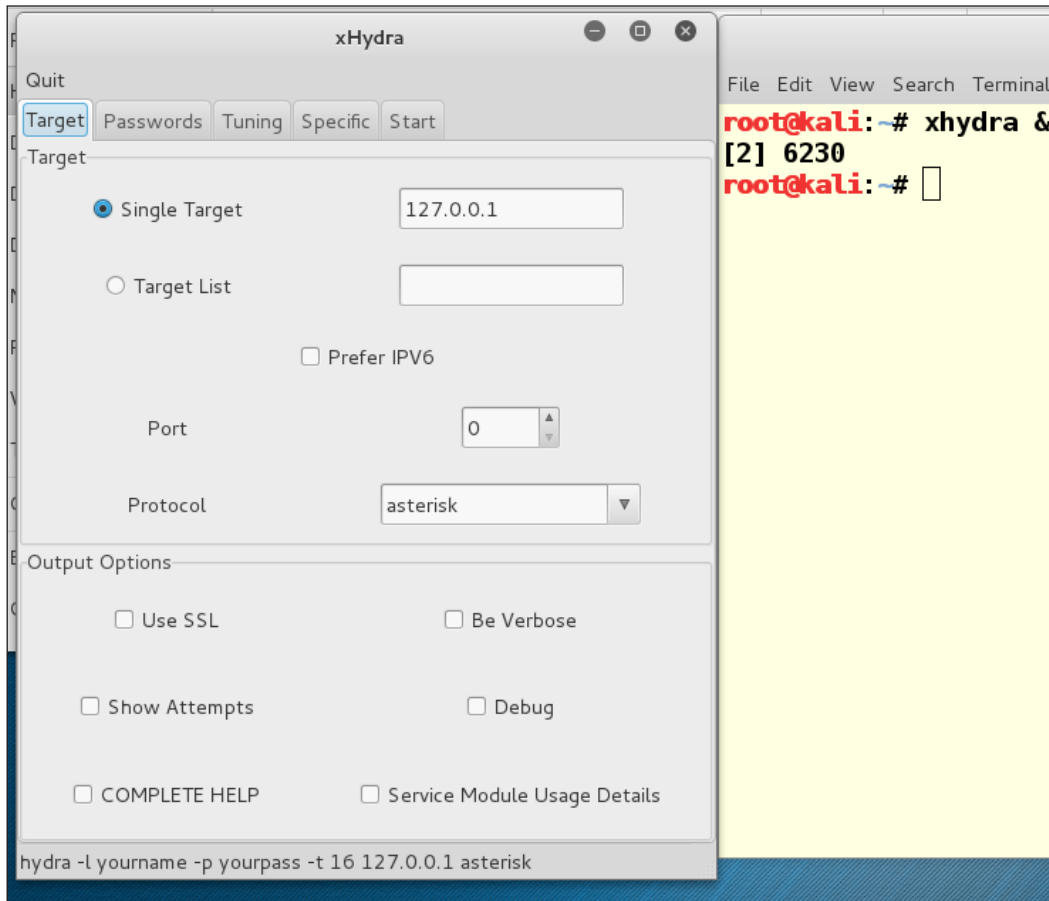 xHydra
Quit
Target Passwords Tuning Specific Start
Target
Single Target 127.0.0.1
Target List
Prefer IPV6
Port 0
Protocol asterisk
Output Options
Use SSL Be Verbose
Show Attempts Debug
COMPLETE HELP Service Module Usage Details
hydra -l yourname -p yourpass -t 16 127.0.0.1 asterisk
File Edit View Search Terminal
root@kali:~# xhydra &
[2] 6230
root@kali:~#